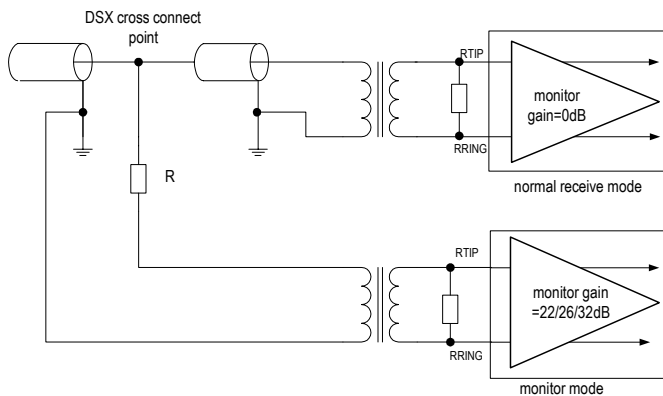 DSX cross connect
point
RTIP
monitor
gain=0dB
RRING
normal receive mode
R
RTIP
monitor gain
=22/26/32dB
RRING
monitor mode